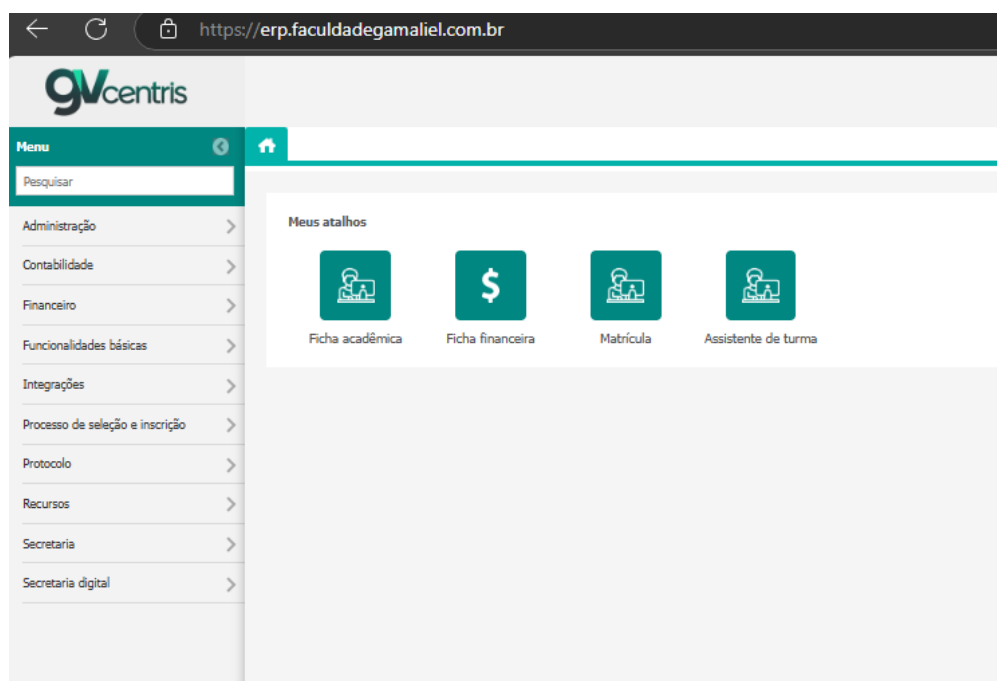 https://erp.faculdadegamaliel.com.br
gVcentris
Menu
Pesquisar
Administração
Contabilidade
Financeiro
Funcionalidades básicas
Integrações
Processo de seleção e inscrição
Protocolo
Recursos
Secretaria
Secretaria digital
Meus atalhos
Ficha acadêmica
Ficha financeira
Matrícula
Assistente de turma